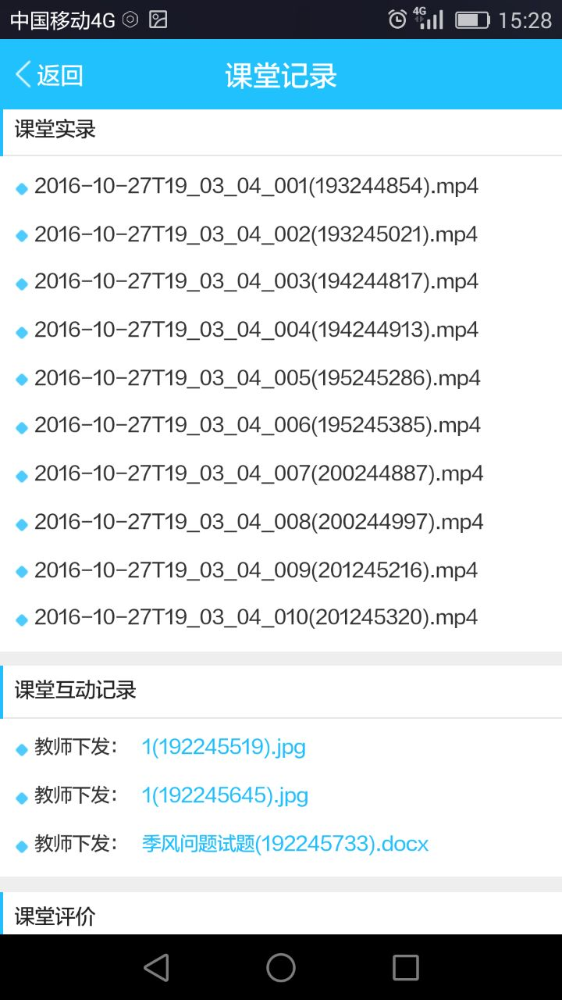 中国移动4G 4G 15:28
返回 课堂记录
课堂实录
2016-10-27T19_03_04_001(193244854).mp4
2016-10-27T19_03_04_002(193245021).mp4
2016-10-27T19_03_04_003(194244817).mp4
2016-10-27T19_03_04_004(194244913).mp4
2016-10-27T19_03_04_005(195245286).mp4
2016-10-27T19_03_04_006(195245385).mp4
2016-10-27T19_03_04_007(200244887).mp4
2016-10-27T19_03_04_008(200244997).mp4
2016-10-27T19_03_04_009(201245216).mp4
2016-10-27T19_03_04_010(201245320).mp4
课堂互动记录
教师下发： 1(192245519).jpg
教师下发： 1(192245645).jpg
教师下发： 季风问题试题(192245733).docx
课堂评价